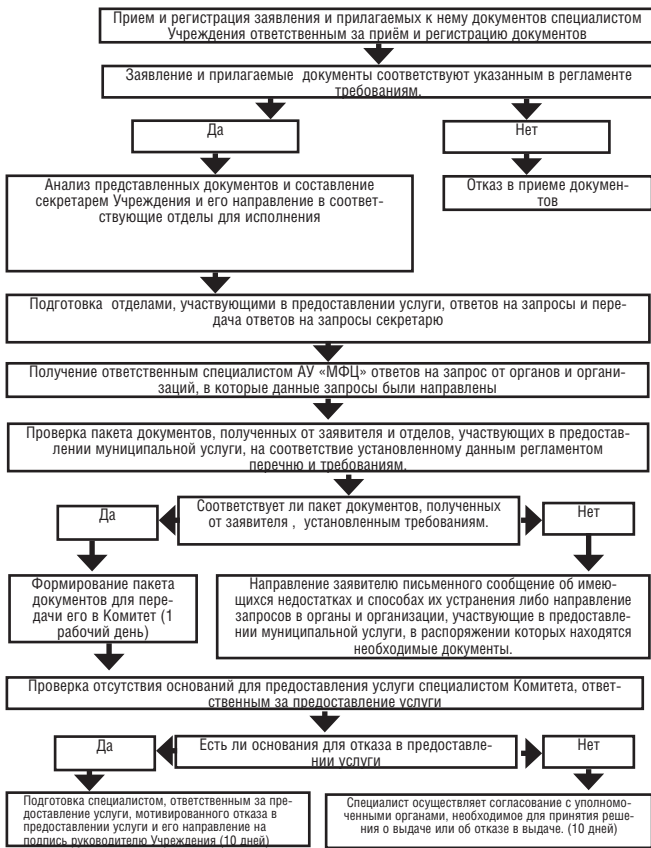 Прием и регистрация заявления и прилагаемых к нему документов специалистом
Учреждения ответственным за приём и регистрацию документов
Заявление и прилагаемые документы соответствуют указанным в регламенте
требованиям.
Да
Нет
Анализ представленных документов и составление
секретарем Учреждения и его направление в соответ-
ствующие отделы для исполнения
Отказ в приеме докумен-
тов
Подготовка отделами, участвующими в предоставлении услуги, ответов на запросы и пере-
дача ответов на запросы секретарю
Получение ответственным специалистом АУ «МФЦ» ответов на запрос от органов и органи-
заций, в которые данные запросы были направлены
Проверка пакета документов, полученных от заявителя и отделов, участвующих в предостав-
лении муниципальной услуги, на соответствие установленному данным регламентом
перечню и требованиям.
Да
Соответствует ли пакет документов, полученных
от заявителя , установленным требованиям.
Нет
Формирование пакета
документов для пере-
дачи его в Комитет (1
рабочий день)
Направление заявителю письменного сообщение об имею-
щихся недостатках и способах их устранения либо направление
запросов в органы и организации, участвующие в предоставле-
нии муниципальной услуги, в распоряжении которых находятся
необходимые документы.
Проверка отсутствия оснований для предоставления услуги специалистом Комитета, ответ-
ственным за предоставление услуги
Да
Есть ли основания для отказа в предоставле-
нии услуги
Нет
Подготовка специалистом, ответственным за пре-
доставление услуги, мотивированного отказа в
предоставлении услуги и его направление на
подпись руководителю Учреждения (10 дней)
Специалист осуществляет согласование с уполномо-
ченными органами, необходимое для принятия реше-
ния о выдаче или об отказе в выдаче. (10 дней)